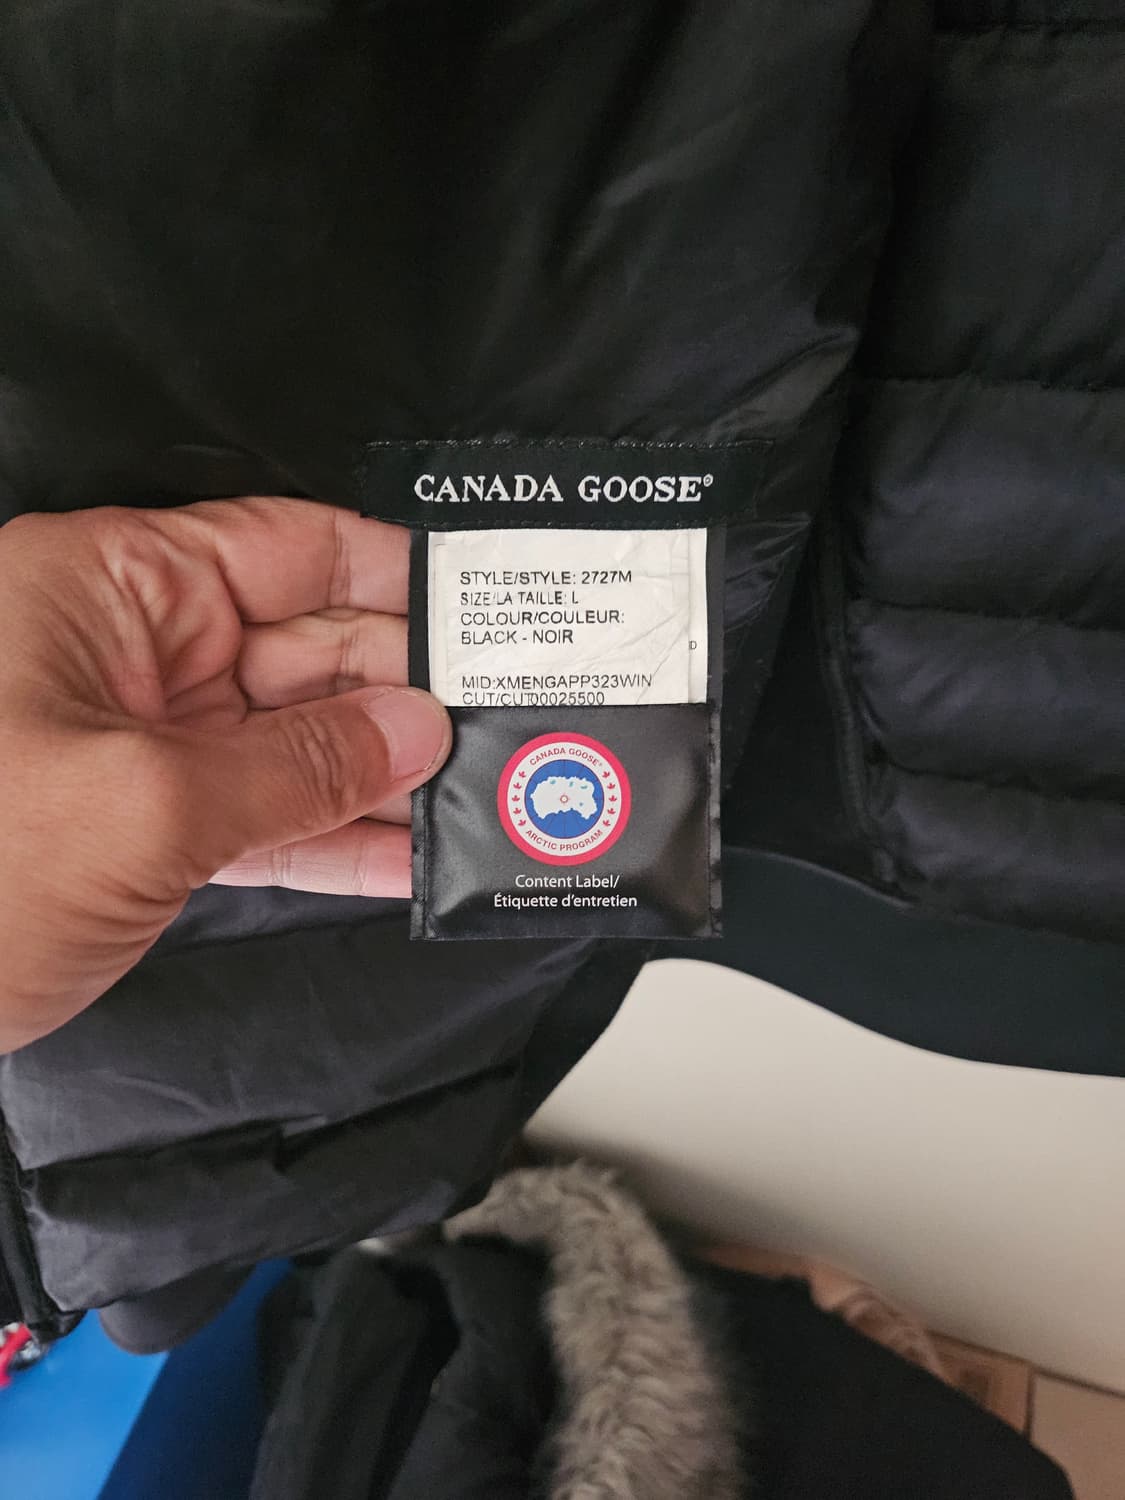 CANADA GOOSE®
STYLE/STYLE: 2727M
SIZE/LA TAILLE: L
COLOUR/COULEUR:
BLACK - NOIR
D
MID:XMENGAPP323WIN
CUT/CUT00025500
CANADA GOOSE®
ARCTIC PROGRAM
Content Label/
Étiquette d'entretien